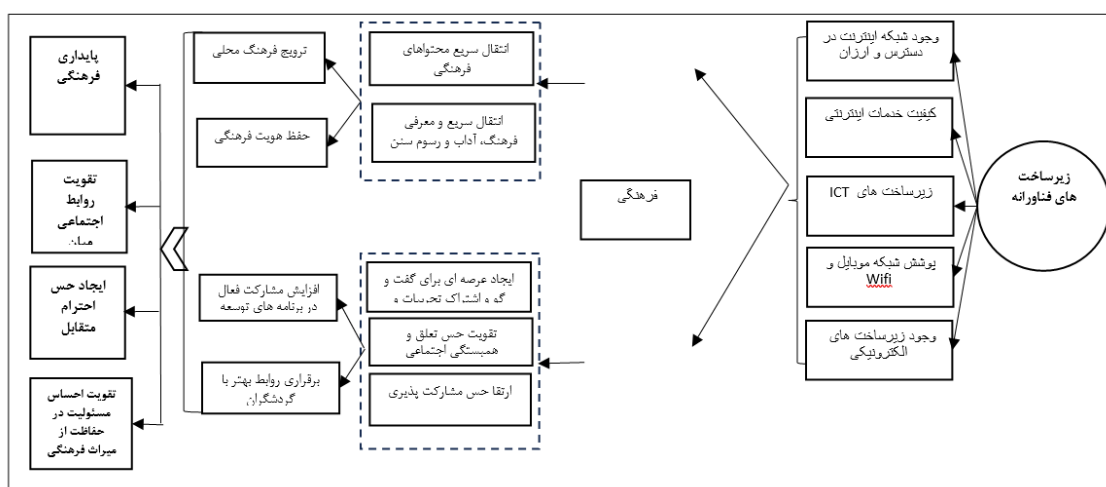 زیرساخت
های فناورانه
وجود شبکه اینترنت در
دسترس و ارزان
کیفیت خدمات اینترنتی
زیرساخت های ICT
پوشش شبکه موبایل و
Wifi
وجود زیرساخت های
الکترونیکی
فرهنگی
انتقال سریع محتواهای
فرهنگی
انتقال سریع و معرفی
فرهنگ، آداب و رسوم سنن
ایجاد عرصه ای برای گفت و
گو و اشتراک تجربیات و
تقویت حس تعلق و
همبستگی اجتماعی
ارتقا حس مشارکت پذیری
ترویج فرهنگ محلی
حفظ هویت فرهنگی
افزایش مشارکت فعال
در برنامه های توسعه
برقراری روابط بهتر با
گردشگران
پایداری
فرهنگی
تقویت
روابط
اجتماعی
میان
ایجاد حس
احترام
متقابل
تقویت احساس
مسئولیت در
حفاظت از
میراث فرهنگی